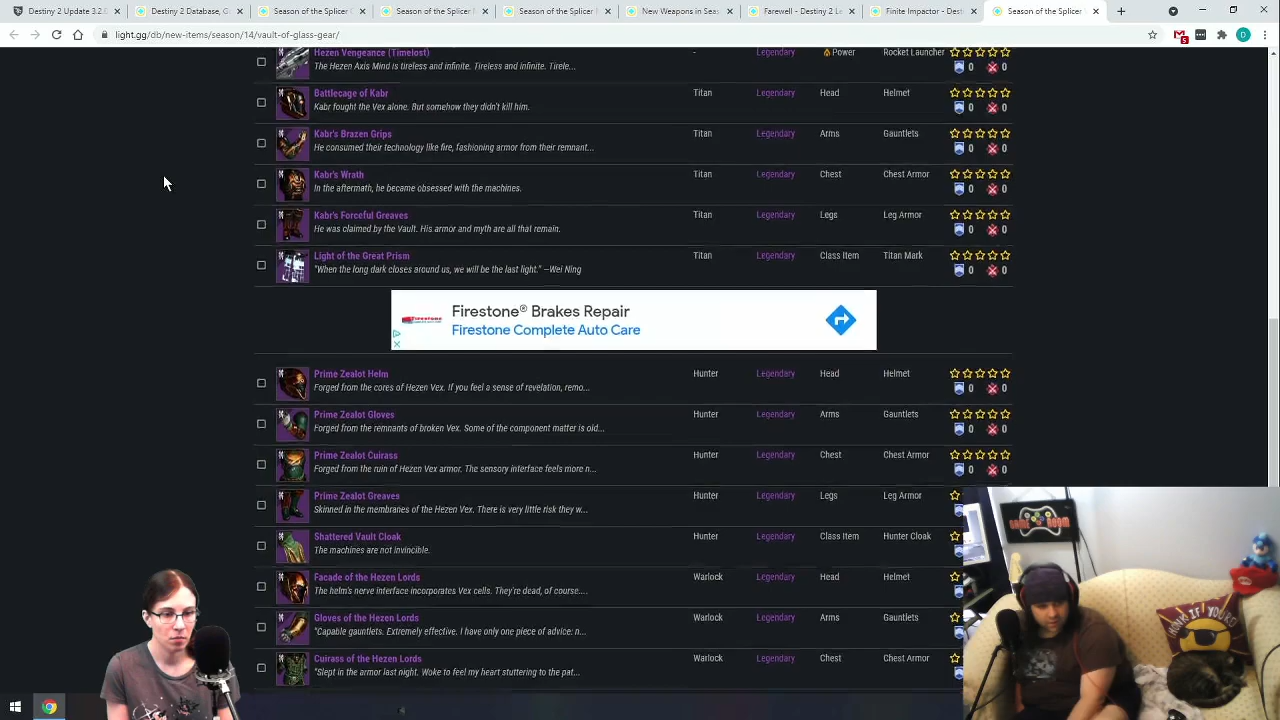 Destiny 2 Update 3.2.0
Destiny 2 Database, G
Season of the Splicer
Season of the Splicer
Season of the Splicer
New Weapons in Seas
Farewell - Destiny 2 Le
Finite Impactor - Desti
Season of the Splicer
light.gg/db/new-items/season/14/vault-of-glass-gear/
Hezen Vengeance (Timelost) - Legendary Power Rocket Launcher
The Hezen Axis Mind is tireless and infinite. Tireless and infinite. Tirele... 0 0
Battlecage of Kabr Titan Legendary Head Helmet
Kabr fought the Vex alone. But somehow they didn't kill him. 0 0
Kabr's Brazen Grips Titan Legendary Arms Gauntlets
He consumed their technology like fire, fashioning armor from their remnant... 0 0
Kabr's Wrath Titan Legendary Chest Chest Armor
In the aftermath, he became obsessed with the machines. 0 0
Kabr's Forceful Greaves Titan Legendary Legs Leg Armor
He was claimed by the Vault. His armor and myth are all that remain. 0 0
Light of the Great Prism Titan Legendary Class Item Titan Mark
"When the long dark closes around us, we will be the last light." —Wei Ning 0 0
Firestone® Brakes Repair
Firestone Complete Auto Care
Firestone
Prime Zealot Helm Hunter Legendary Head Helmet
Forged from the cores of Hezen Vex. If you feel a sense of revelation, remo... 0 0
Prime Zealot Gloves Hunter Legendary Arms Gauntlets
Forged from the remnants of broken Vex. Some of the component matter is old... 0 0
Prime Zealot Cuirass Hunter Legendary Chest Chest Armor
Forged from the ruin of Hezen Vex armor. The sensory interface feels more n... 0 0
Prime Zealot Greaves Hunter Legendary Legs Leg Armor
Skinned in the membranes of the Hezen Vex. There is very little risk they w...
Shattered Vault Cloak Hunter Legendary Class Item Hunter Cloak
The machines are not invincible.
Facade of the Hezen Lords Warlock Legendary Head Helmet
The helm's nerve interface incorporates Vex cells. They're dead, of course....
Gloves of the Hezen Lords Warlock Legendary Arms Gauntlets
"Capable gauntlets. Extremely effective. I have only one piece of advice: n...
Cuirass of the Hezen Lords Warlock Legendary Chest Chest Armor
"Slept in the armor last night. Woke to feel my heart stuttering to the pat...
GAME ROOM
HONKS IF YOU'RE